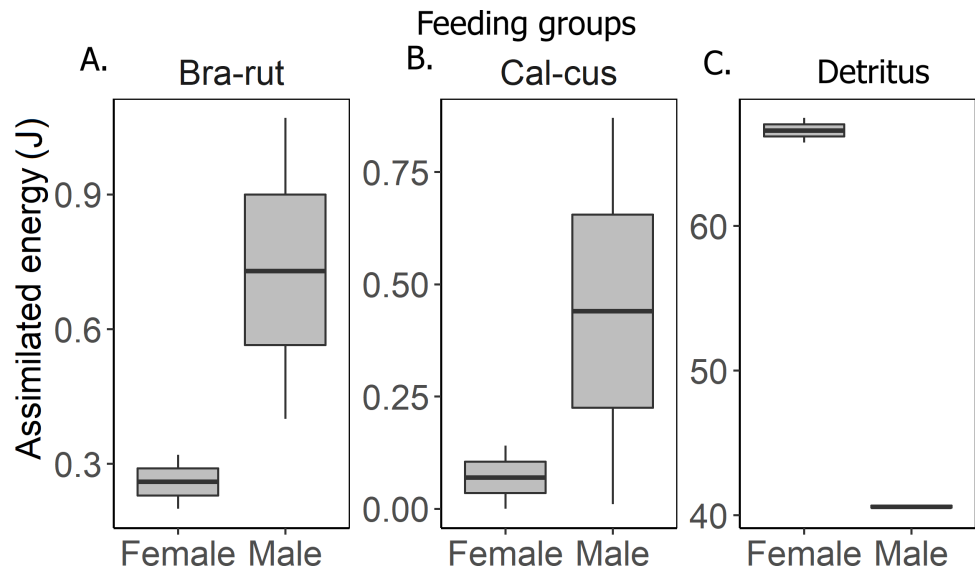 Feeding groups
A.
Bra-rut
B.
Cal-cus
C.
Detritus
Assimilated energy (J)
0.9
0.6
0.3
0.75
0.50
0.25
0.00
60
50
40
Female Male
Female Male
Female Male